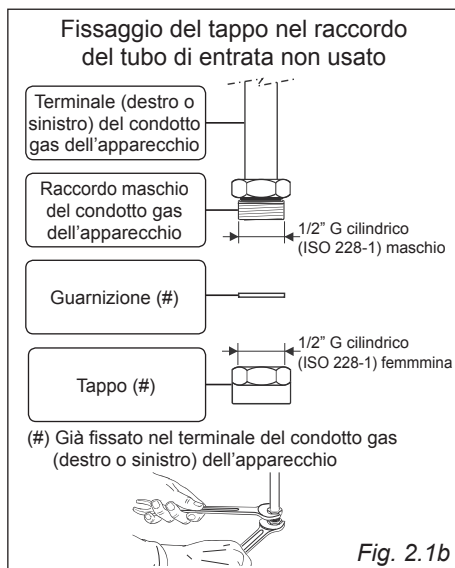 Fissaggio del tappo nel raccordo
del tubo di entrata non usato
Terminale (destro o
sinistro) del condotto
gas dell'apparecchio
Raccordo maschio
del condotto gas
dell'apparecchio
1/2" G cilindrico
(ISO 228-1) maschio
Guarnizione (#)
1/2" G cilindrico
(ISO 228-1) femmmina
Tappo (#)
(#) Già fissato nel terminale del condotto gas
(destro o sinistro) dell'apparecchio
Fig. 2.1b